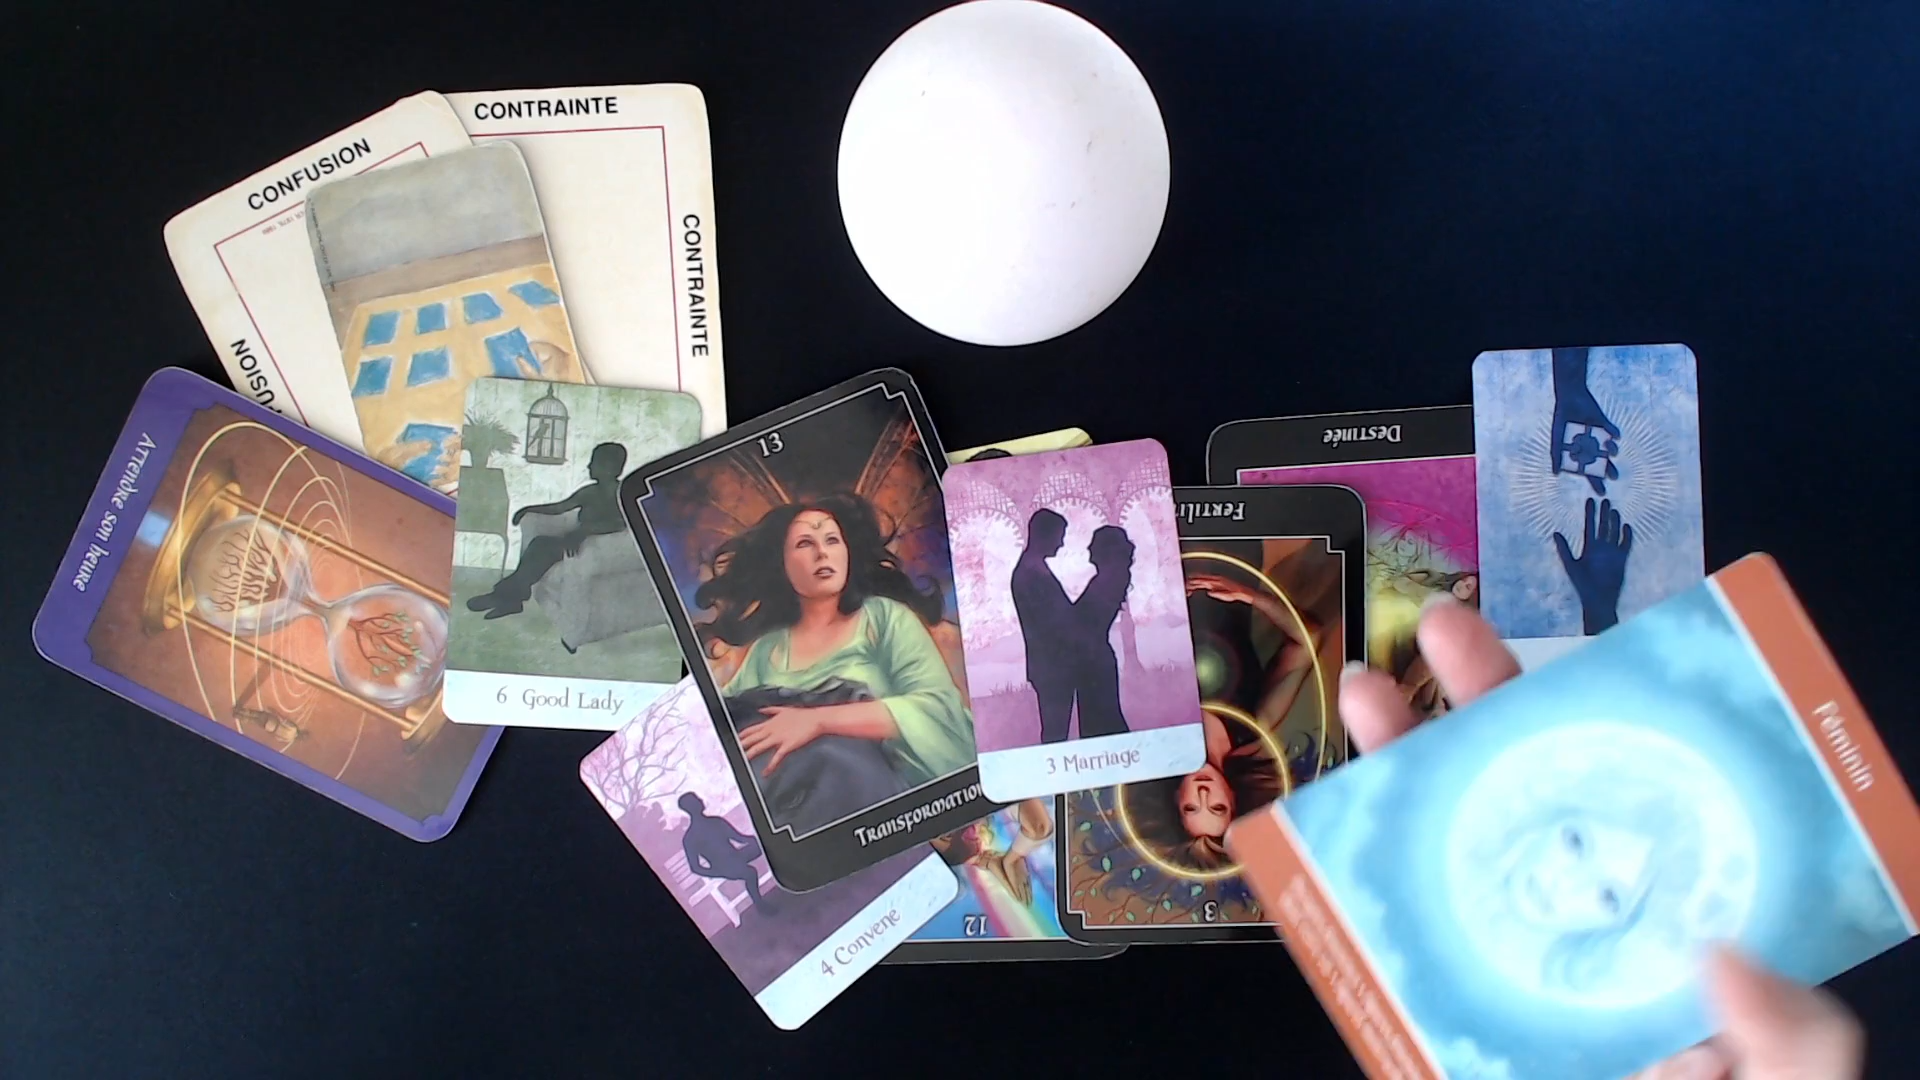 CONTRAINTE
CONTRAINTE
CONFUSION
USION
Attendre son heure
6 Good Lady
13
Transformation
4 Convene
3 Marriage
12
Fertili
3
Destinée
Féminin